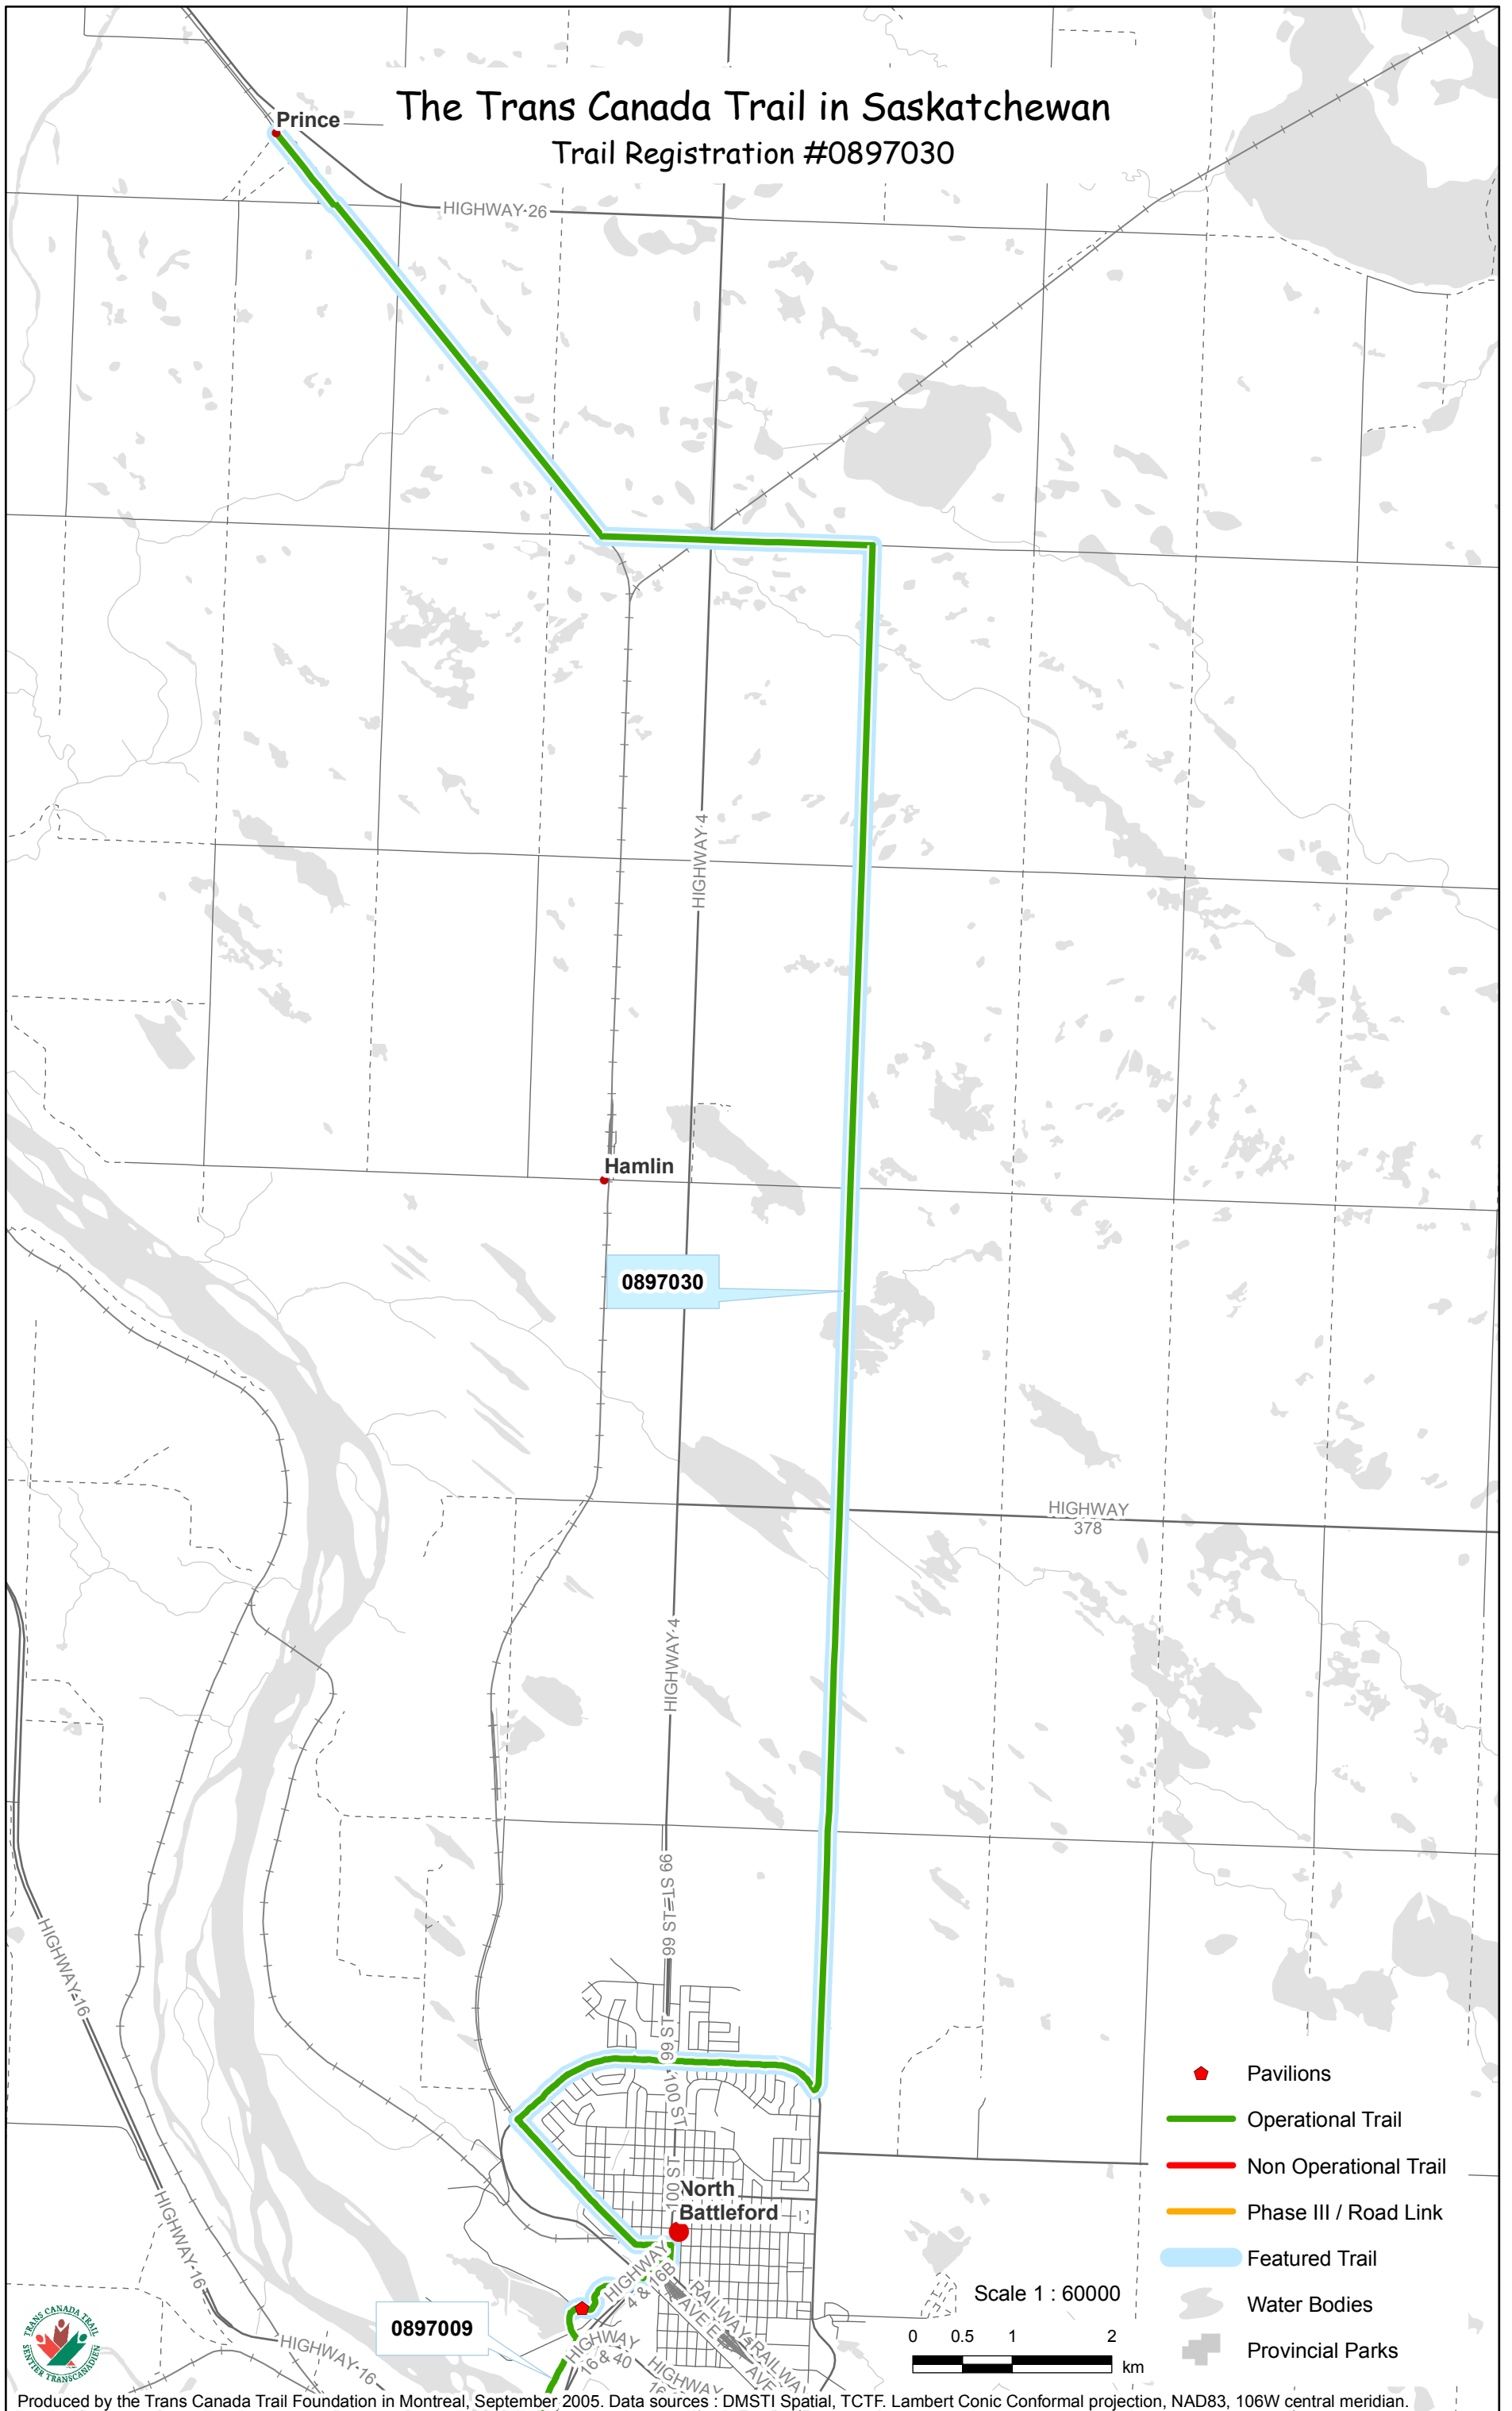 The Trans Canada Trail in Saskatchewan
Trail Registration #0897030
Prince
HIGHWAY 26
HIGHWAY 4
Hamlin
0897030
HIGHWAY
378
HIGHWAY 4
99 ST
99 ST
99 ST
100 ST
100 ST
North
Battleford
HIGHWAY 16
HIGHWAY 16
HIGHWAY 16
HIGHWAY
4 & 16B
RAILWAY
AVE E
RAILWAY
AVE
HIGHWAY
16 & 40
HIGHWAY
16
0897009
Pavilions
Operational Trail
Non Operational Trail
Phase III / Road Link
Featured Trail
Water Bodies
Provincial Parks
Scale 1 : 60000
0 0.5 1 2
km
TRANS CANADA TRAIL
SENTIER TRANSCANADIEN
Produced by the Trans Canada Trail Foundation in Montreal, September 2005. Data sources : DMSTI Spatial, TCTF. Lambert Conic Conformal projection, NAD83, 106W central meridian.